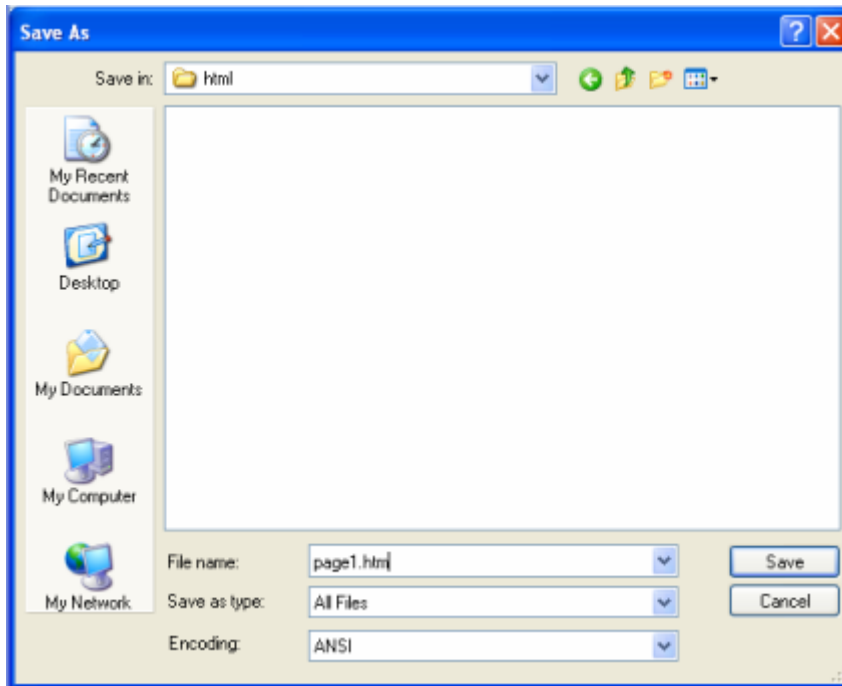 Save As
Save in: html
My Recent
Documents
Desktop
My Documents
My Computer
My Network
File name: page1.htm Save
Save as type: All Files Cancel
Encoding: ANSI